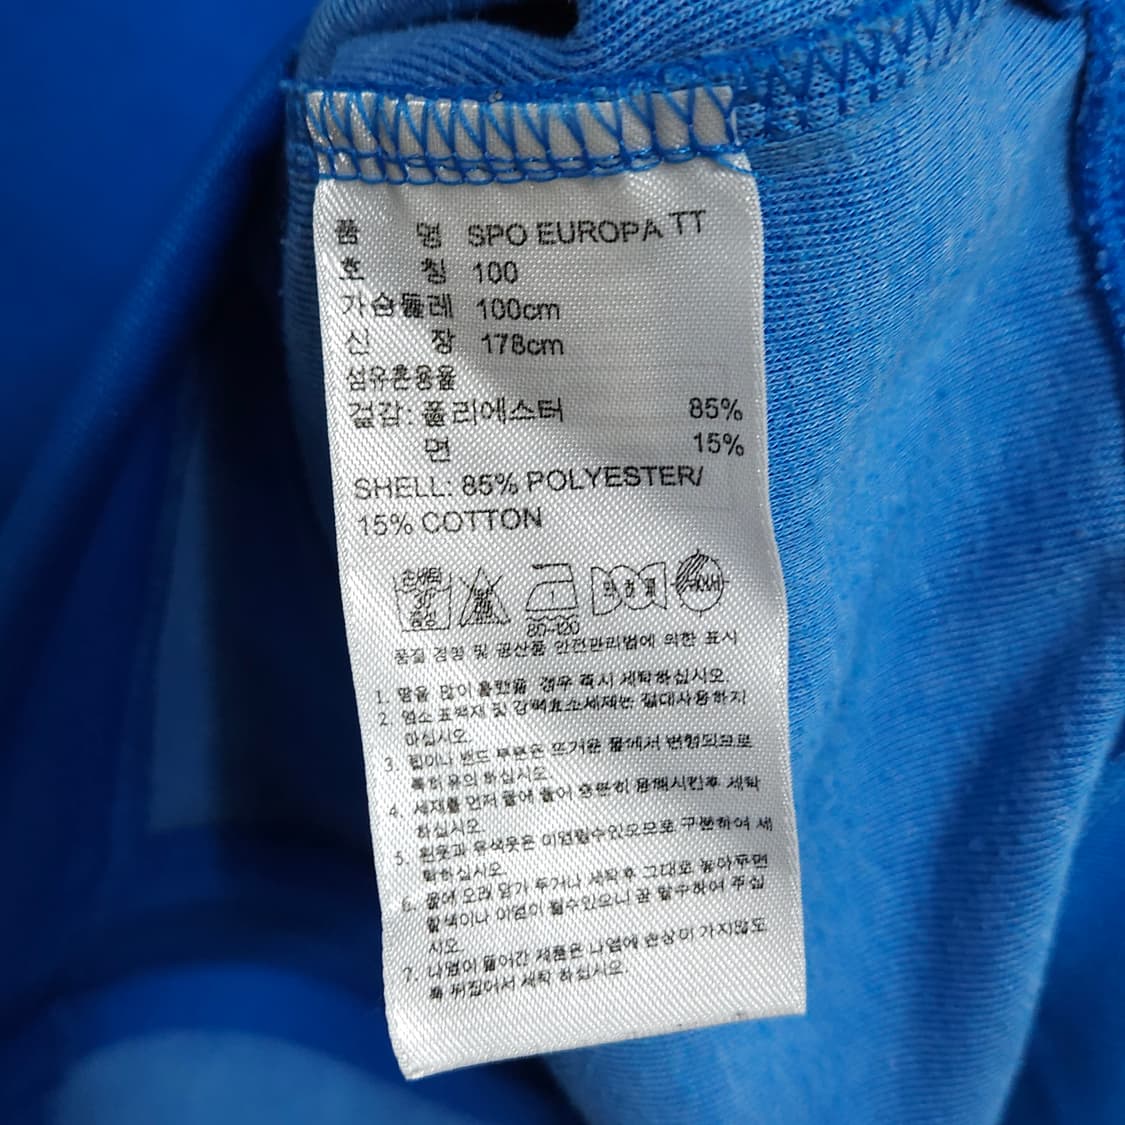 품 명 SPO EUROPA TT
호 칭 100
가슴둘레 100cm
신 장 178cm
섬유혼용율
겉감: 폴리에스터 85%
면 15%
SHELL: 85% POLYESTER/
15% COTTON
손세탁 30 중성
80~120
품질 경영 및 공산품 안전관리법에 의한 표시
1. 땀을 많이 흘렸을 경우 즉시 세탁하십시오.
2. 염소 표백재 및 강력효소세제는 절대사용하지
마십시오.
3. 립이나 밴드 부분은 뜨거운 물에서 변형되므로
특히 유의 하십시오.
4. 세제를 먼저 물에 풀어 충분히 용해시킨후 세탁
하십시오.
5. 흰옷과 유색옷은 이염될수있으므로 구분하여 세
탁하십시오.
6. 물에 오래 담가 두거나 세탁후 그대로 놓아두면
탈색이나 이염이 될수있으니 곧 탈수하여 주십
시오.
7. 나염이 들어간 제품은 나염에 손상이 가지않도
록 뒤집어서 세탁 하십시오.